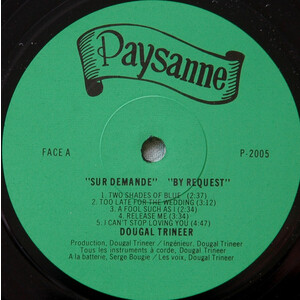 Paysanne
FACE A
P-2005
"SUR DEMANDE" "BY REQUEST"
1. TWO SHADES OF BLUE (2:37)
2. TOO LATE FOR THE WEDDING (3:12)
3. A FOOL SUCH AS I (2:31)
4. RELEASE ME (3:19)
5. I CAN'T STOP LOVING YOU (4:47)
DOUGAL TRINEER
Production, Dougal Trineer / Ingénieur, Dougal Trineer
Tous les instruments à corde, Dougal Trineer
A la batterie, Serge Bougie / Les voix, Dougal Trineer